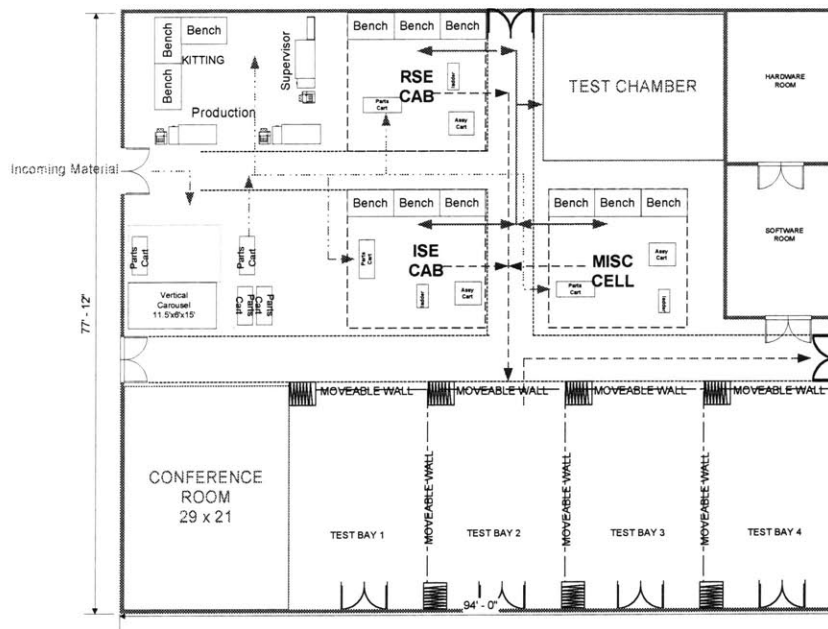 Bench
Bench
Bench
Bench
KITTING
Supervisor
Production
Bench
Bench
Bench
RSE
CAB
ladder
Parts
Cart
Assy
Cart
TEST CHAMBER
HARDWARE
ROOM
Incoming Material
Parts
Cart
Parts
Cart
Vertical
Carousel
11.5'x6'x15'
Parts
Cart
Parts
Cart
Bench
Bench
Bench
ISE
CAB
Parts
Cart
ladder
Assy
Cart
Bench
Bench
Bench
MISC
CELL
Assy
Cart
Parts
Cart
ladder
SOFTWARE
ROOM
77' - 12"
MOVEABLE WALL
MOVEABLE WALL
MOVEABLE WALL
MOVEABLE WALL
CONFERENCE
ROOM
29 x 21
MOVEABLE WALL
MOVEABLE WALL
MOVEABLE WALL
TEST BAY 1
TEST BAY 2
TEST BAY 3
TEST BAY 4
94' - 0"